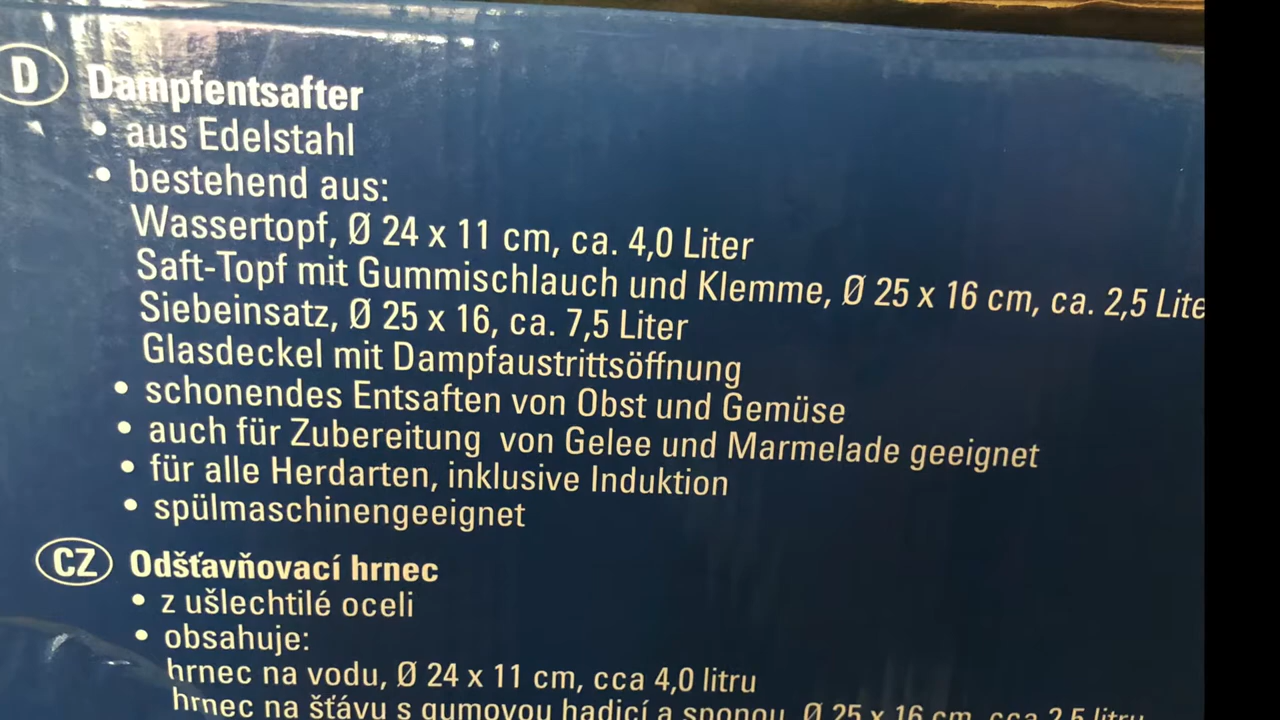 D Dampfentsafter
• aus Edelstahl
• bestehend aus:
Wassertopf, Ø 24 x 11 cm, ca. 4,0 Liter
Saft-Topf mit Gummischlauch und Klemme, Ø 25 x 16 cm, ca. 2,5 Lite
Siebeinsatz, Ø 25 x 16, ca. 7,5 Liter
Glasdeckel mit Dampfaustrittsöffnung
• schonendes Entsaften von Obst und Gemüse
• auch für Zubereitung von Gelee und Marmelade geeignet
• für alle Herdarten, inklusive Induktion
• spülmaschinengeeignet
CZ Odšťavňovací hrnec
• z ušlechtilé oceli
• obsahuje:
hrnec na vodu, Ø 24 x 11 cm, cca 4,0 litru
hrnec na šťávu s gumovou hadicí a sponou, Ø 25 x 16 cm, cca 2,5 litru